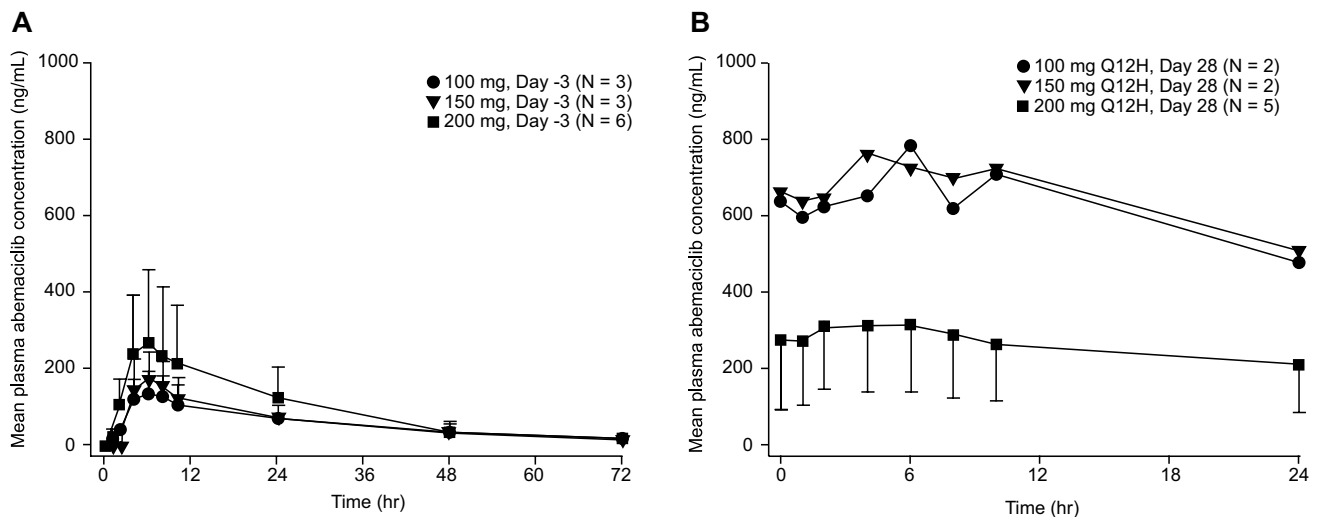 A
Mean plasma abemaciclib concentration (ng/mL)
1000
800
600
400
200
0
100 mg, Day -3 (N = 3)
150 mg, Day -3 (N = 3)
200 mg, Day -3 (N = 6)
0 12 24 36 48 60 72
Time (hr)
B
Mean plasma abemaciclib concentration (ng/mL)
1000
800
600
400
200
0
100 mg Q12H, Day 28 (N = 2)
150 mg Q12H, Day 28 (N = 2)
200 mg Q12H, Day 28 (N = 5)
0 6 12 18 24
Time (hr)